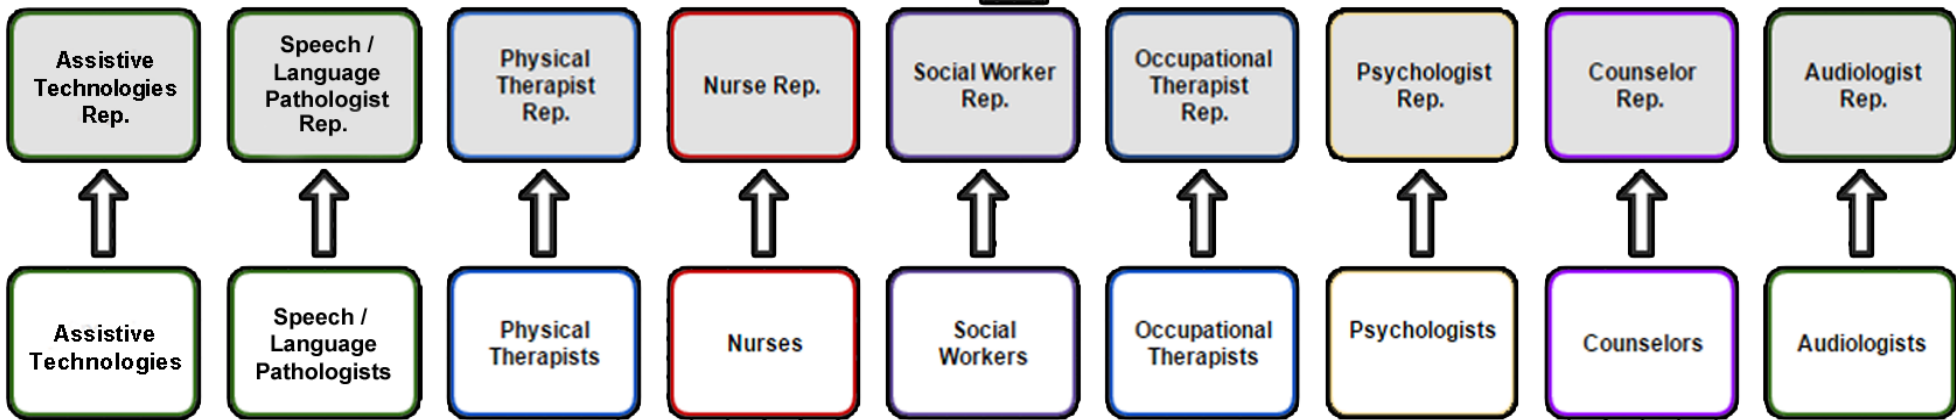 Assistive
Technologies
Rep.
Speech /
Language
Pathologist
Rep.
Physical
Therapist
Rep.
Nurse Rep.
Social Worker
Rep.
Occupational
Therapist
Rep.
Psychologist
Rep.
Counselor
Rep.
Audiologist
Rep.
Assistive
Technologies
Speech /
Language
Pathologists
Physical
Therapists
Nurses
Social
Workers
Occupational
Therapists
Psychologists
Counselors
Audiologists